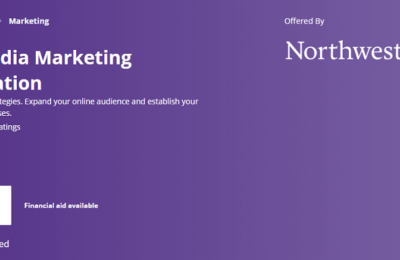 Marketing
Offered By
dia Marketing
Northwest
ation
tegies. Expand your online audience and establish your
ses.
atings
Financial aid available
ed